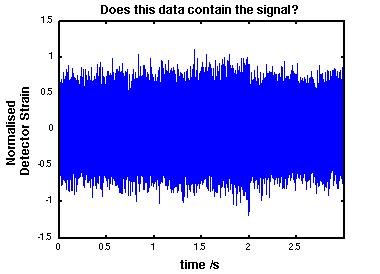 Does this data contain the signal?
Normalised
Detector Strain
1.5
1
0.5
0
-0.5
-1
-1.5
0 0.5 1 1.5 2 2.5
time /s